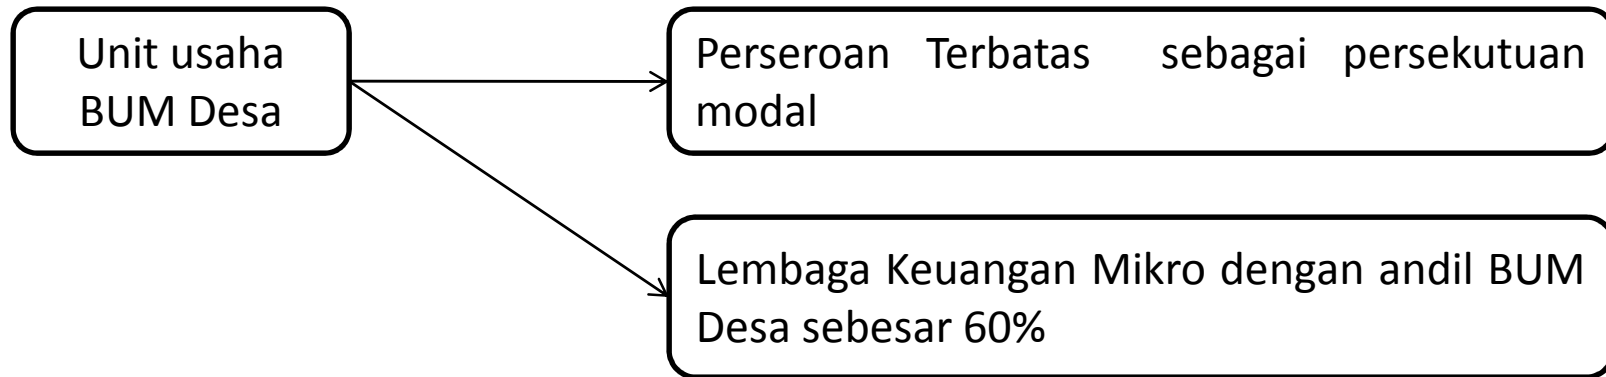 Unit usaha
BUM Desa
Perseroan Terbatas sebagai persekutuan
modal
Lembaga Keuangan Mikro dengan andil BUM
Desa sebesar 60%